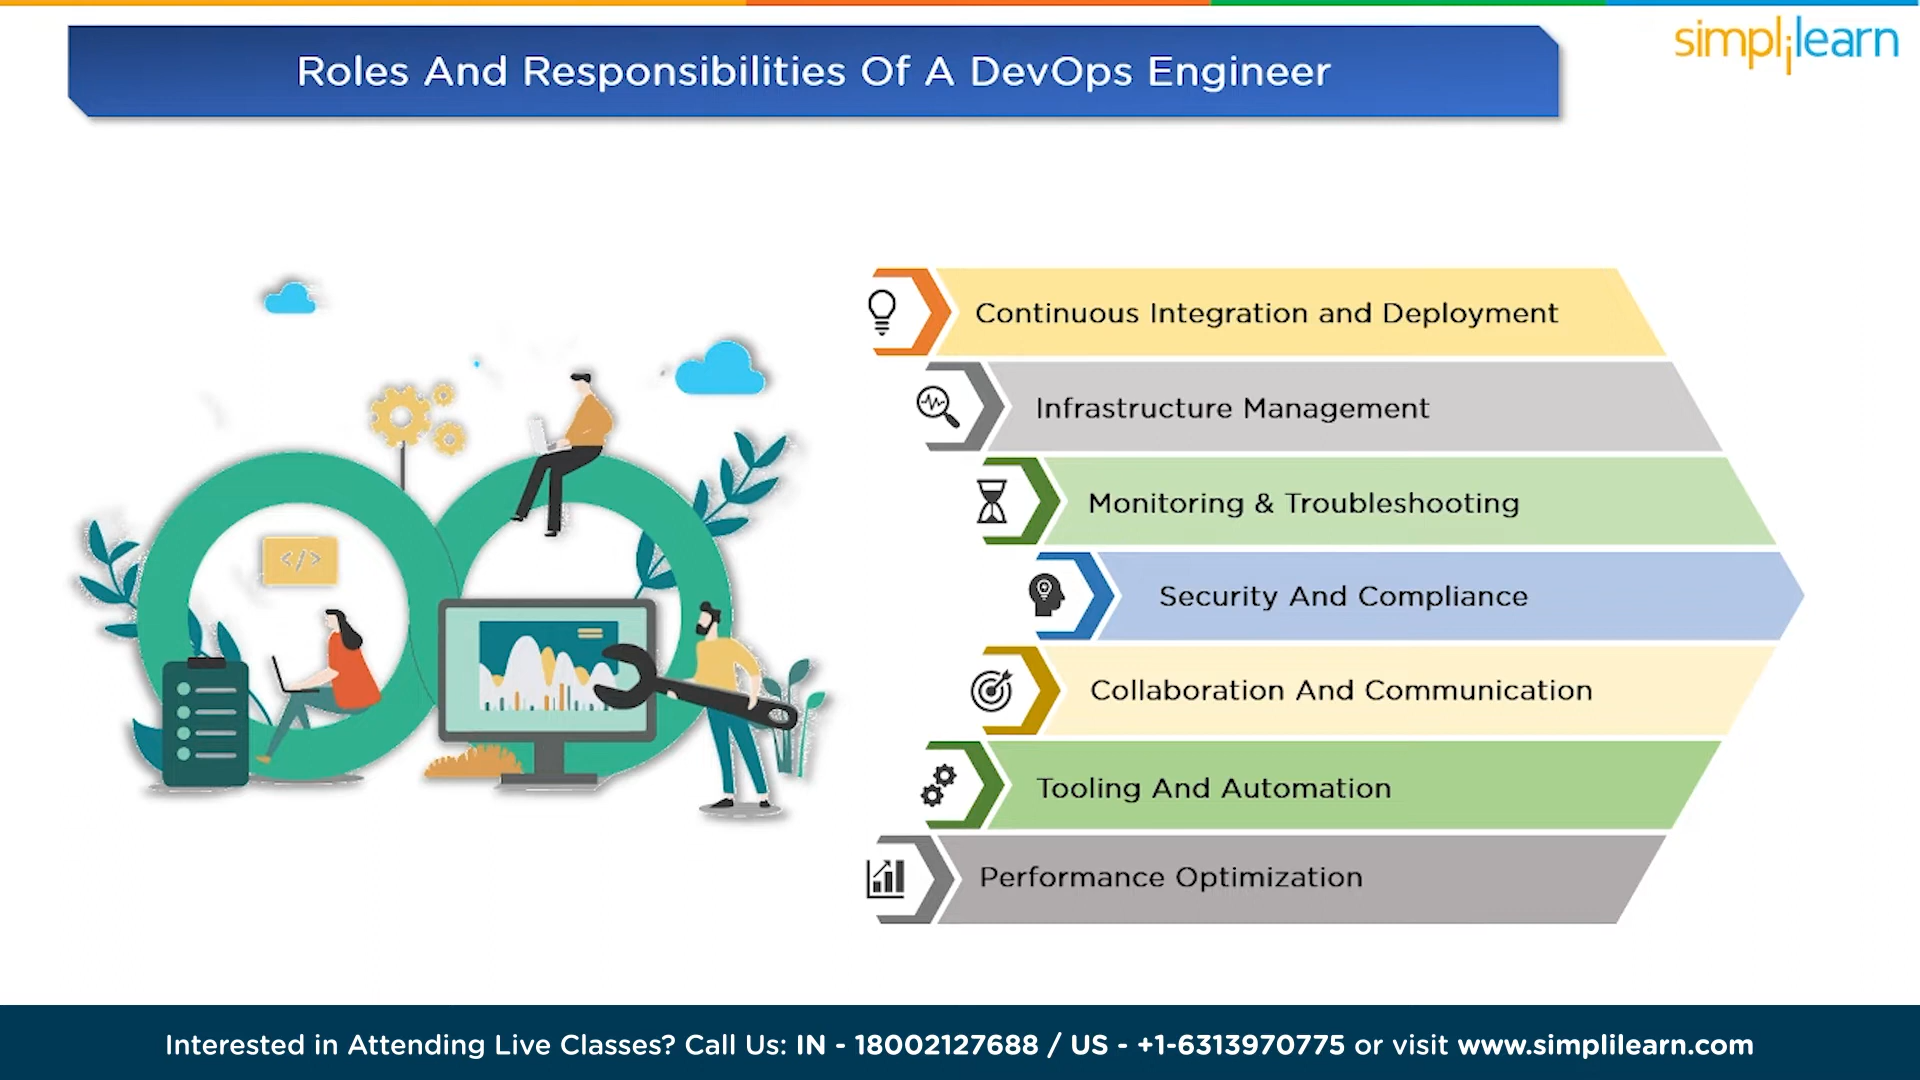 Roles And Responsibilities Of A DevOps Engineer
simplilearn
Continuous Integration and Deployment
Infrastructure Management
Monitoring & Troubleshooting
Security And Compliance
Collaboration And Communication
Tooling And Automation
Performance Optimization
</>
Interested in Attending Live Classes? Call Us: IN - 18002127688 / US - +1-6313970775 or visit www.simplilearn.com